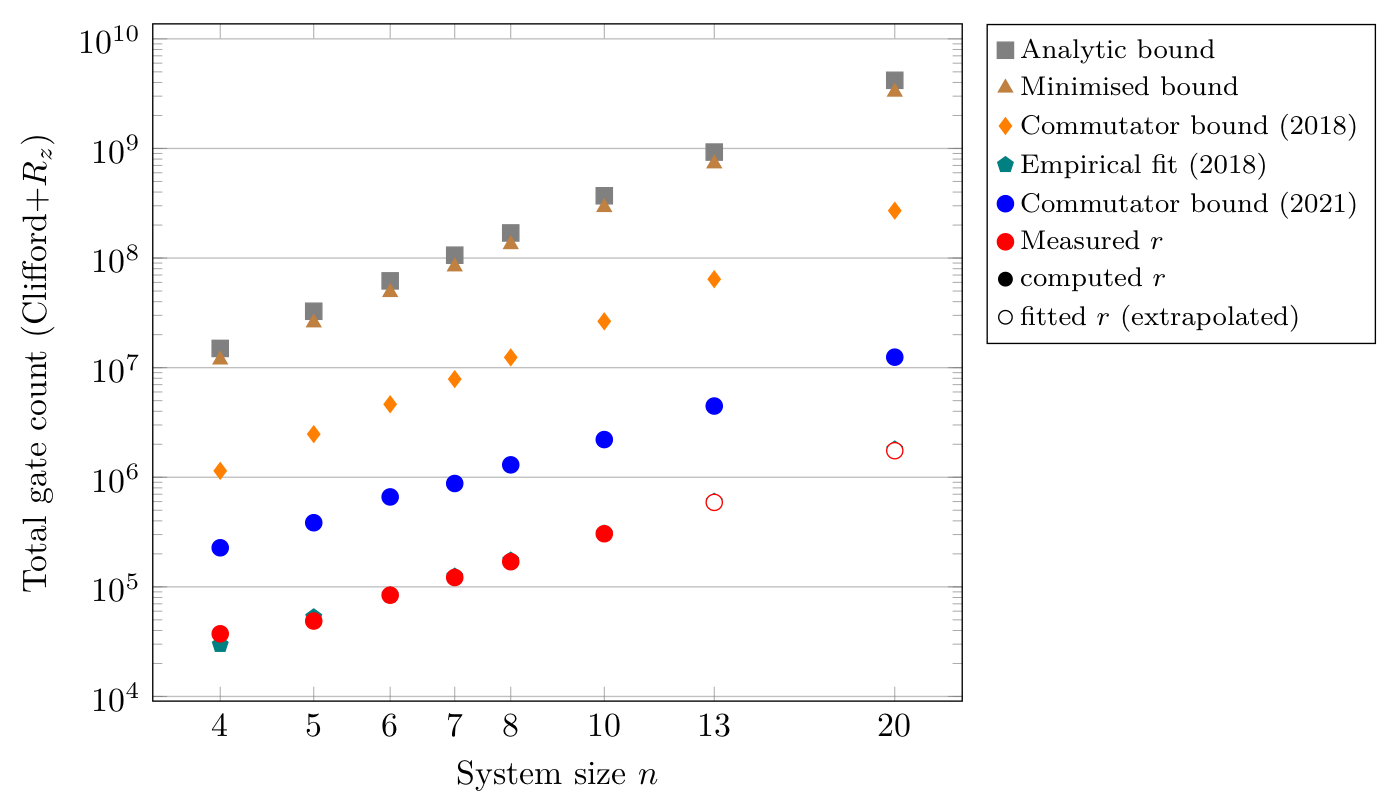 10^10
10^9
10^8
10^7
10^6
10^5
10^4
Total gate count (Clifford+R_z)
4 5 6 7 8 10 13 20
System size n
Analytic bound
Minimised bound
Commutator bound (2018)
Empirical fit (2018)
Commutator bound (2021)
Measured r
computed r
fitted r (extrapolated)